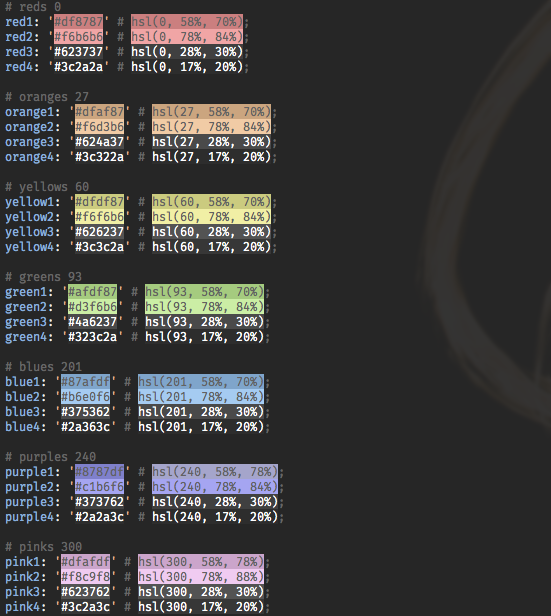 # reds 0
red1: '#df8787' # hsl(0, 58%, 70%);
red2: '#f6b6b6' # hsl(0, 78%, 84%);
red3: '#623737' # hsl(0, 28%, 30%);
red4: '#3c2a2a' # hsl(0, 17%, 20%);
# oranges 27
orange1: '#dfaf87' # hsl(27, 58%, 70%);
orange2: '#f6d3b6' # hsl(27, 78%, 84%);
orange3: '#624a37' # hsl(27, 28%, 30%);
orange4: '#3c322a' # hsl(27, 17%, 20%);
# yellows 60
yellow1: '#dfdf87' # hsl(60, 58%, 70%);
yellow2: '#f6f6b6' # hsl(60, 78%, 84%);
yellow3: '#626237' # hsl(60, 28%, 30%);
yellow4: '#3c3c2a' # hsl(60, 17%, 20%);
# greens 93
green1: '#afdf87' # hsl(93, 58%, 70%);
green2: '#d3f6b6' # hsl(93, 78%, 84%);
green3: '#4a6237' # hsl(93, 28%, 30%);
green4: '#323c2a' # hsl(93, 17%, 20%);
# blues 201
blue1: '#87afdf' # hsl(201, 58%, 70%);
blue2: '#b6e0f6' # hsl(201, 78%, 84%);
blue3: '#375362' # hsl(201, 28%, 30%);
blue4: '#2a363c' # hsl(201, 17%, 20%);
# purples 240
purple1: '#8787df' # hsl(240, 58%, 78%);
purple2: '#c1b6f6' # hsl(240, 78%, 84%);
purple3: '#373762' # hsl(240, 28%, 30%);
purple4: '#2a2a3c' # hsl(240, 17%, 20%);
# pinks 300
pink1: '#dfafdf' # hsl(300, 58%, 78%);
pink2: '#f8c9f8' # hsl(300, 78%, 88%);
pink3: '#623762' # hsl(300, 28%, 30%);
pink4: '#3c2a3c' # hsl(300, 17%, 20%);